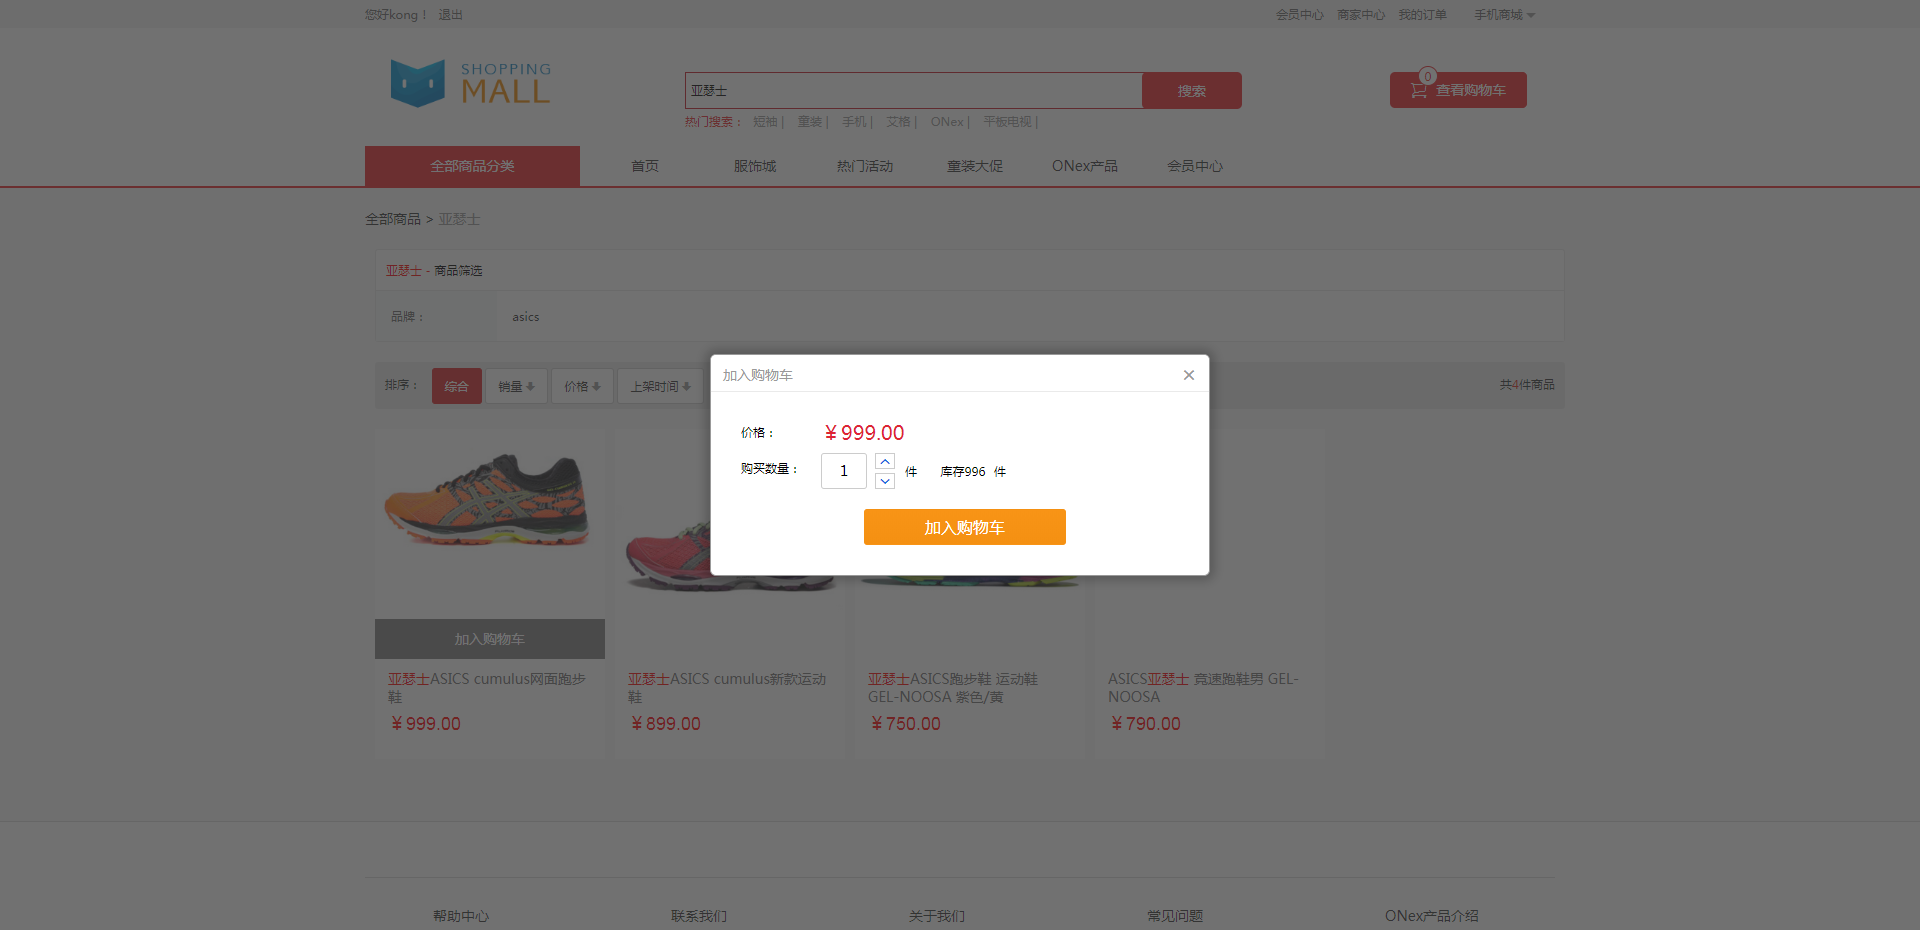 您好kong！ 退出
会员中心 商家中心 我的订单 手机商城
SHOPPING
MALL
亚瑟士
搜索
0
查看购物车
热门搜索： 短袖 | 童装 | 手机 | 艾格 | ONex | 平板电视 |
全部商品分类 首页 服饰城 热门活动 童装大促 ONex产品 会员中心
全部商品 > 亚瑟士
亚瑟士 - 商品筛选
品牌： asics
排序： 综合 销量 价格 上架时间
共4件商品
加入购物车
价格： ¥ 999.00
购买数量： 1 件 库存996 件
加入购物车
加入购物车
亚瑟士ASICS cumulus网面跑步
鞋
¥ 999.00
亚瑟士ASICS cumulus新款运动
鞋
¥ 899.00
亚瑟士ASICS跑步鞋 运动鞋
GEL-NOOSA 紫色/黄
¥ 750.00
ASICS亚瑟士 竞速跑鞋男 GEL-
NOOSA
¥ 790.00
帮助中心 联系我们 关于我们 常见问题 ONex产品介绍